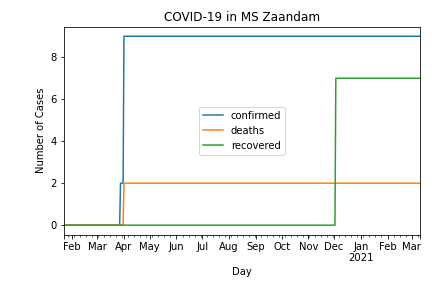 COVID-19 in MS Zaandam
Number of Cases
8
6
4
2
0
confirmed
deaths
recovered
Feb Mar Apr May Jun Jul Aug Sep Oct Nov Dec Jan Feb Mar
2021
Day